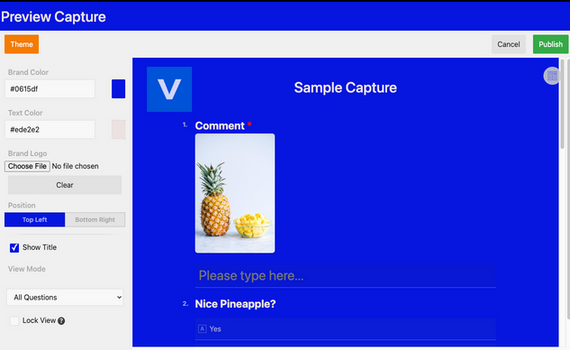 Preview Capture
Theme
Cancel
Publish
Brand Color
#0615df
Text Color
#ede2e2
Brand Logo
Choose File No file chosen
Clear
Position
Top Left
Bottom Right
Show Title
View Mode
All Questions
Lock View ?
V
Sample Capture
1. Comment *
Please type here...
2. Nice Pineapple?
A Yes